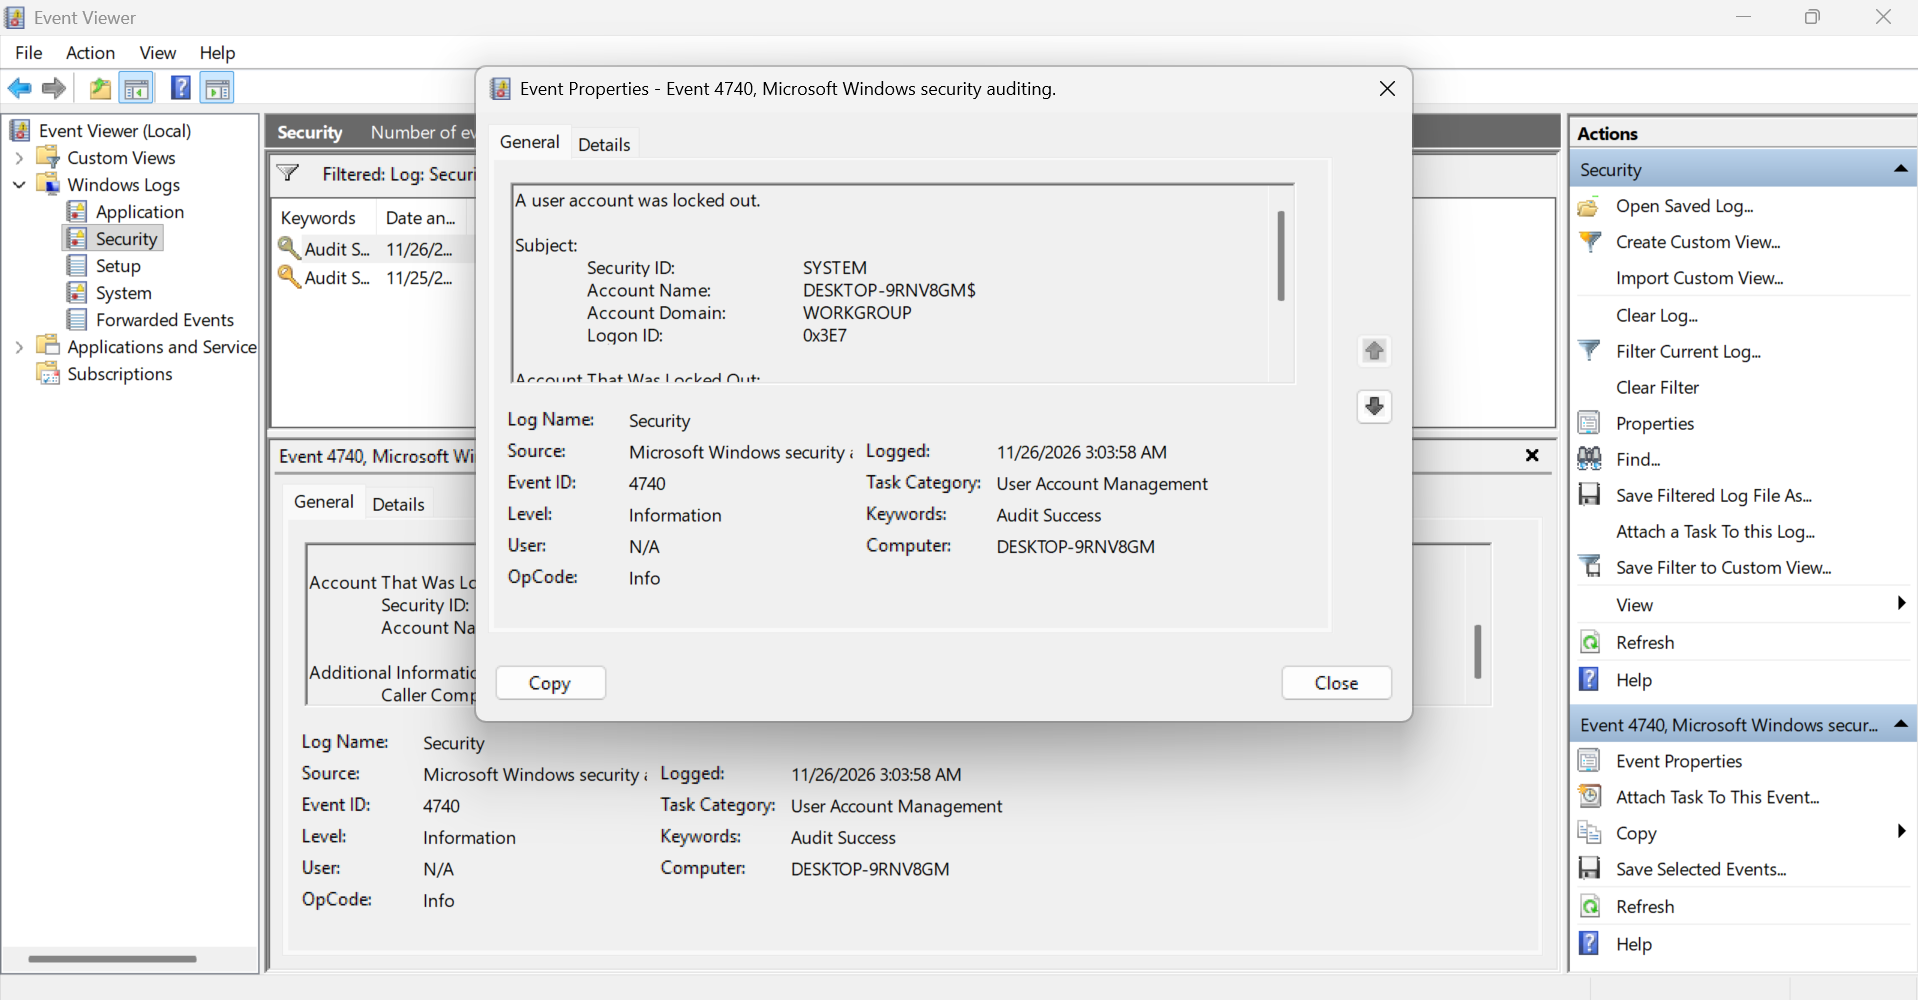 Event Viewer
File Action View Help
Event Viewer (Local)
Custom Views
Windows Logs
Application
Security
Setup
System
Forwarded Events
Applications and Service
Subscriptions
Security Number of
Filtered: Log:
Keywords Date an...
Audit S... 11/26/2...
Audit S... 11/25/2...
Event 4740, Microsoft
General Details
Account That Was
Security ID:
Account
Additional
Caller
Log Name: Security
Source: Microsoft Windows security Logged: 11/26/2026 3:03:58 AM
Event ID: 4740 Task Category: User Account Management
Level: Information Keywords: Audit Success
User: N/A Computer: DESKTOP-9RNV8GM
OpCode: Info
Event Properties - Event 4740, Microsoft Windows security auditing.
General Details
A user account was locked out.
Subject:
Security ID: SYSTEM
Account Name: DESKTOP-9RNV8GM$
Account Domain: WORKGROUP
Logon ID: 0x3E7
Account That Was Locked Out:
Log Name: Security
Source: Microsoft Windows security Logged: 11/26/2026 3:03:58 AM
Event ID: 4740 Task Category: User Account Management
Level: Information Keywords: Audit Success
User: N/A Computer: DESKTOP-9RNV8GM
OpCode: Info
Copy Close
Actions
Security
Open Saved Log...
Create Custom View...
Import Custom View...
Clear Log...
Filter Current Log...
Clear Filter
Properties
Find...
Save Filtered Log File As...
Attach a Task To this Log...
Save Filter to Custom View...
View
Refresh
Help
Event 4740, Microsoft Windows secur...
Event Properties
Attach Task To This Event...
Copy
Save Selected Events...
Refresh
Help